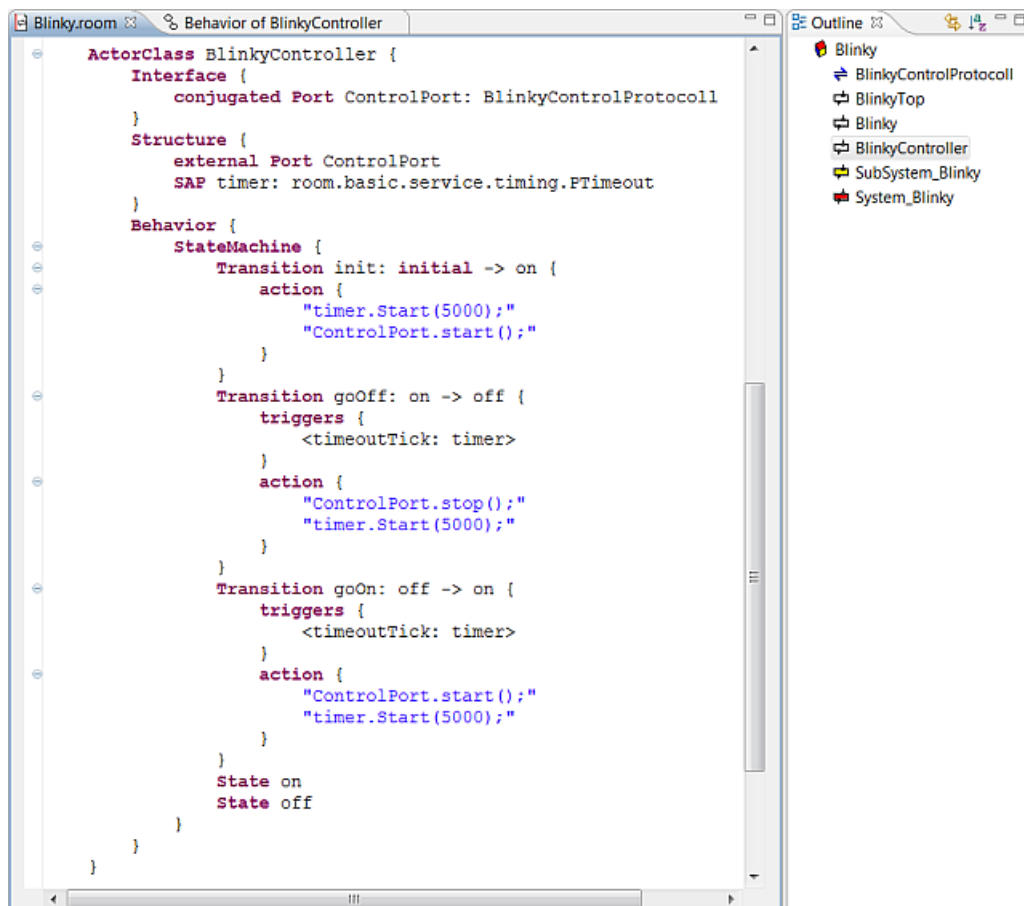 Blinky.room
Behavior of BlinkyController
ActorClass BlinkyController {
    Interface {
        conjugated Port ControlPort: BlinkyControlProtocoll
    }
    Structure {
        external Port ControlPort
        SAP timer: room.basic.service.timing.PTimeout
    }
    Behavior {
        StateMachine {
            Transition init: initial -> on {
                action {
                    "timer.Start(5000);"
                    "ControlPort.start();"
                }
            }
            Transition goOff: on -> off {
                triggers {
                    <timeoutTick: timer>
                }
                action {
                    "ControlPort.stop();"
                    "timer.Start(5000);"
                }
            }
            Transition goOn: off -> on {
                triggers {
                    <timeoutTick: timer>
                }
                action {
                    "ControlPort.start();"
                    "timer.Start(5000);"
                }
            }
            State on
            State off
        }
    }
}
Outline
Blinky
BlinkyControlProtocoll
BlinkyTop
Blinky
BlinkyController
SubSystem_Blinky
System_Blinky